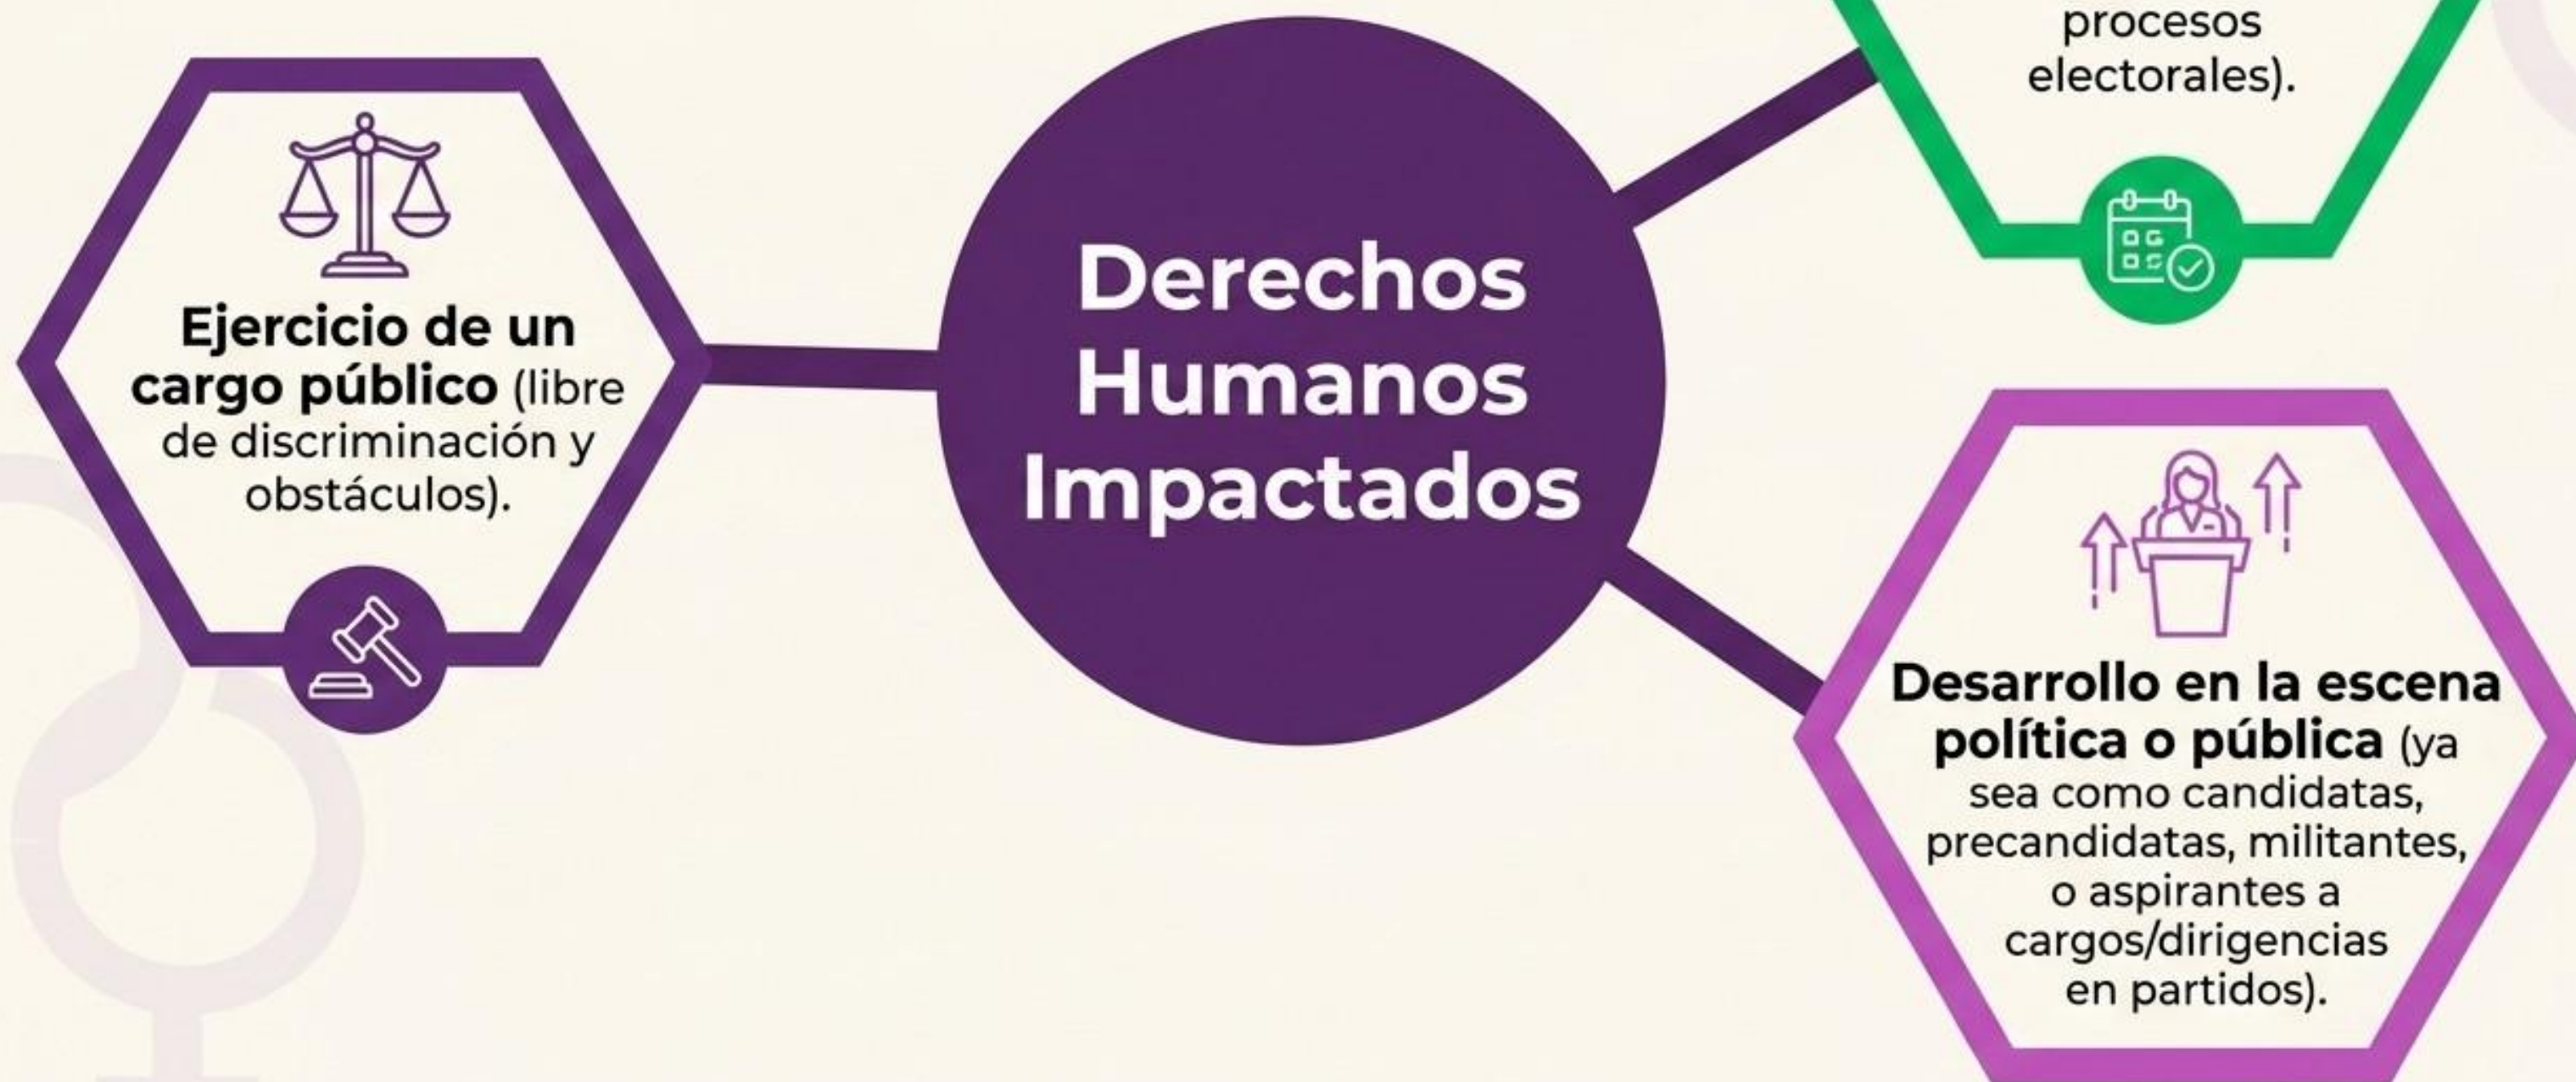 procesos
electorales).
Ejercicio de un
cargo público (libre
de discriminación y
obstáculos).
Derechos
Humanos
Impactados
Desarrollo en la escena
política o pública (ya
sea como candidatas,
precandidatas, militantes,
o aspirantes a
cargos/dirigencias
en partidos).